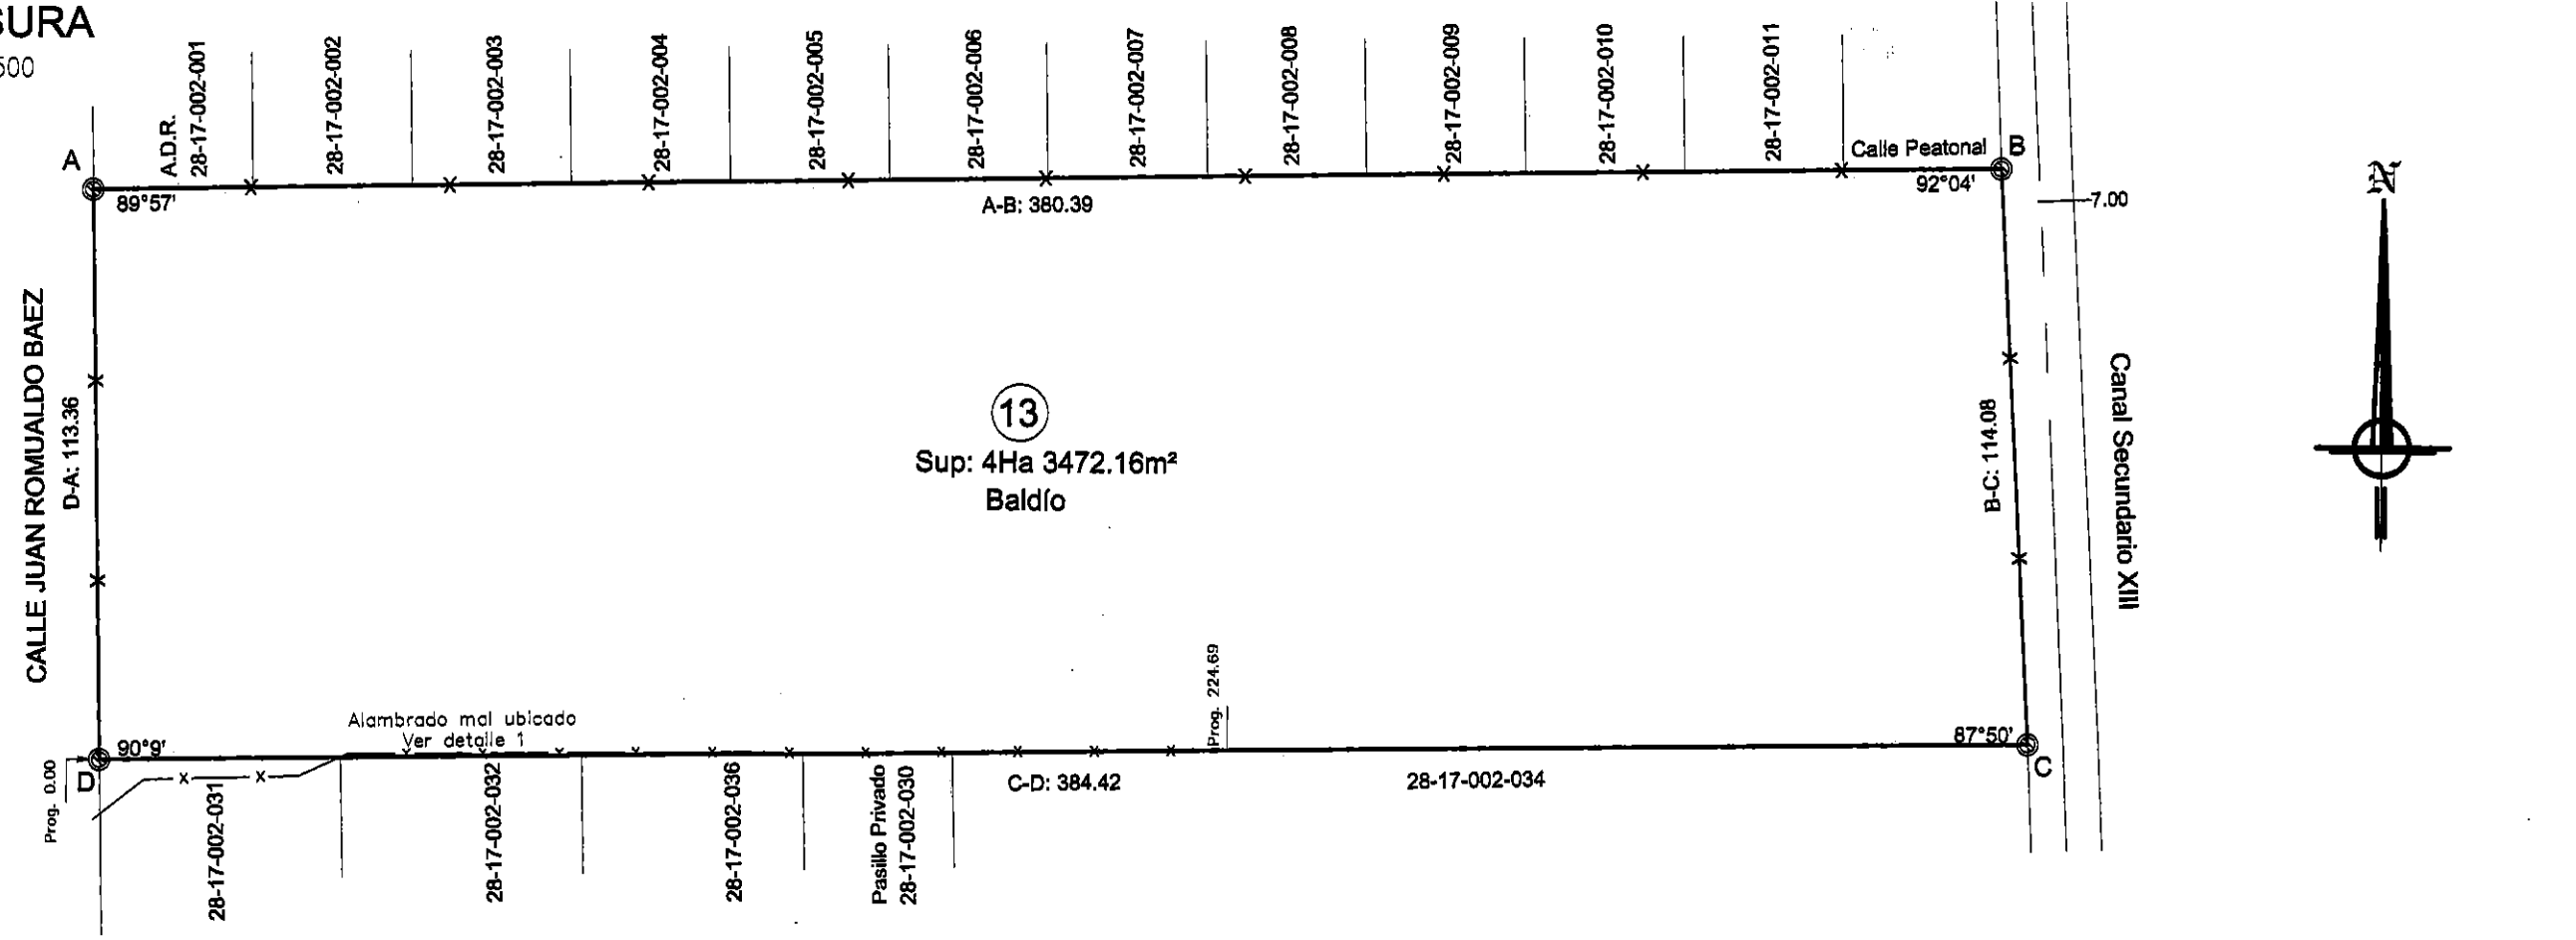 SURA
500
A.D.R.
28-17-002-001
28-17-002-002
28-17-002-003
28-17-002-004
28-17-002-005
28-17-002-006
28-17-002-007
28-17-002-008
28-17-002-009
28-17-002-010
28-17-002-011
Calle Peatonal
A
B
89°57'
A-B: 380.39
92°04'
7.00
N
CALLE JUAN ROMUALDO BAEZ
D-A: 113.36
13
Sup: 4Ha 3472.16m²
Baldío
B-C: 114.08
Canal Secundario XIII
Prog. 224.69
Alambrado mal ubicado
Ver detalle 1
90°9'
87°50'
D
C
Prog. 0.00
28-17-002-031
28-17-002-032
28-17-002-036
Pasillo Privado
28-17-002-030
C-D: 384.42
28-17-002-034